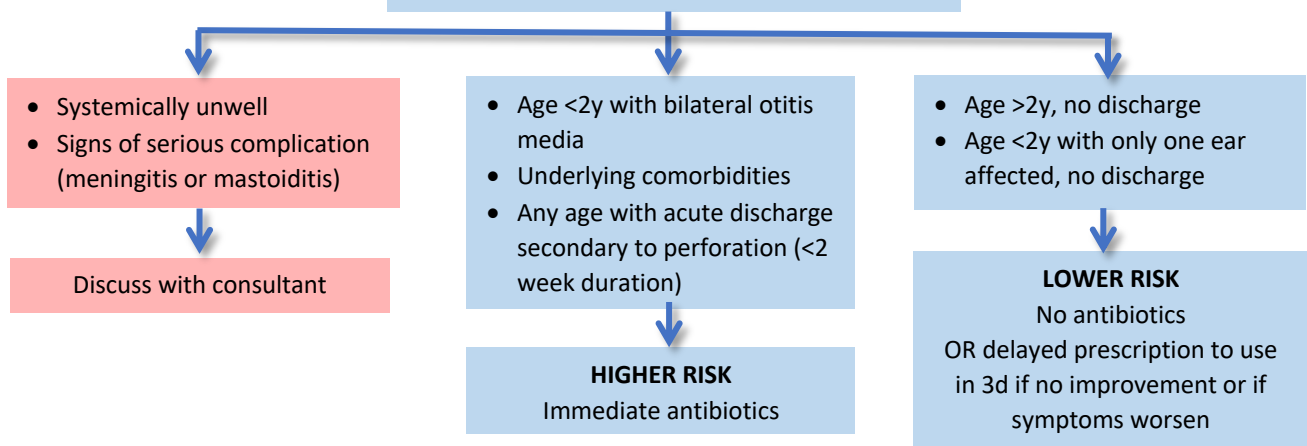 • Systemically unwell
• Signs of serious complication
(meningitis or mastoiditis)
Discuss with consultant
• Age <2y with bilateral otitis
media
• Underlying comorbidities
• Any age with acute discharge
secondary to perforation (<2
week duration)
HIGHER RISK
Immediate antibiotics
• Age >2y, no discharge
• Age <2y with only one ear
affected, no discharge
LOWER RISK
No antibiotics
OR delayed prescription to use
in 3d if no improvement or if
symptoms worsen